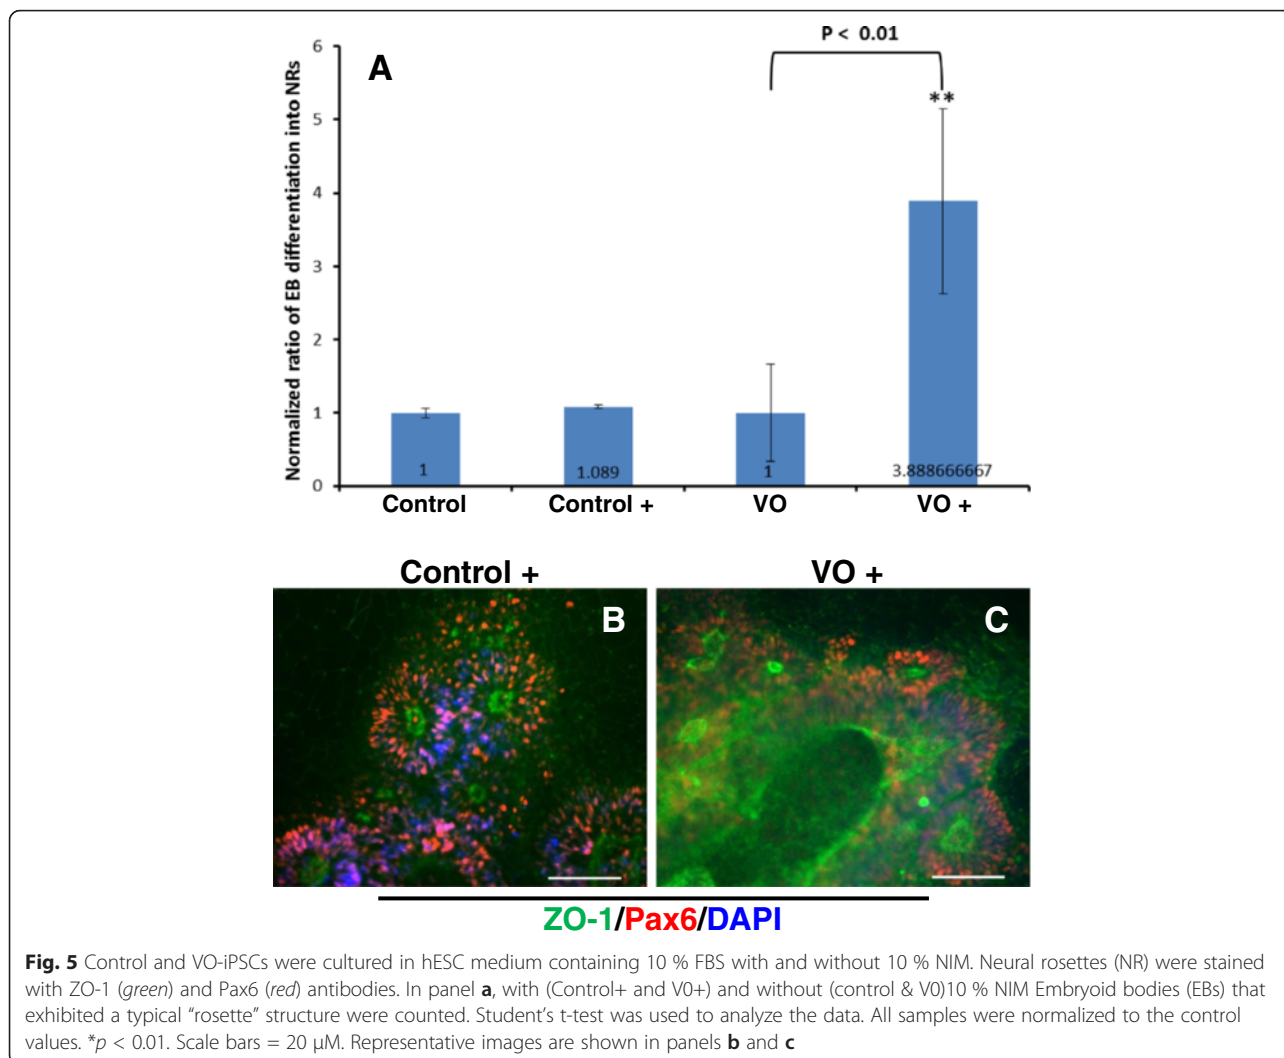 P < 0.01
A
**
Normalized ratio of EB differentiation into NRs
6
5
4
3
2
1
0
1
1.089
1
3.888666667
Control
Control +
VO
VO +
Control +
VO +
B
C
ZO-1/Pax6/DAPI
Fig. 5 Control and VO-iPSCs were cultured in hESC medium containing 10 % FBS with and without 10 % NIM. Neural rosettes (NR) were stained
with ZO-1 (green) and Pax6 (red) antibodies. In panel a, with (Control+ and V0+) and without (control & V0)10 % NIM Embryoid bodies (EBs) that
exhibited a typical “rosette” structure were counted. Student’s t-test was used to analyze the data. All samples were normalized to the control
values. *p < 0.01. Scale bars = 20 μM. Representative images are shown in panels b and c